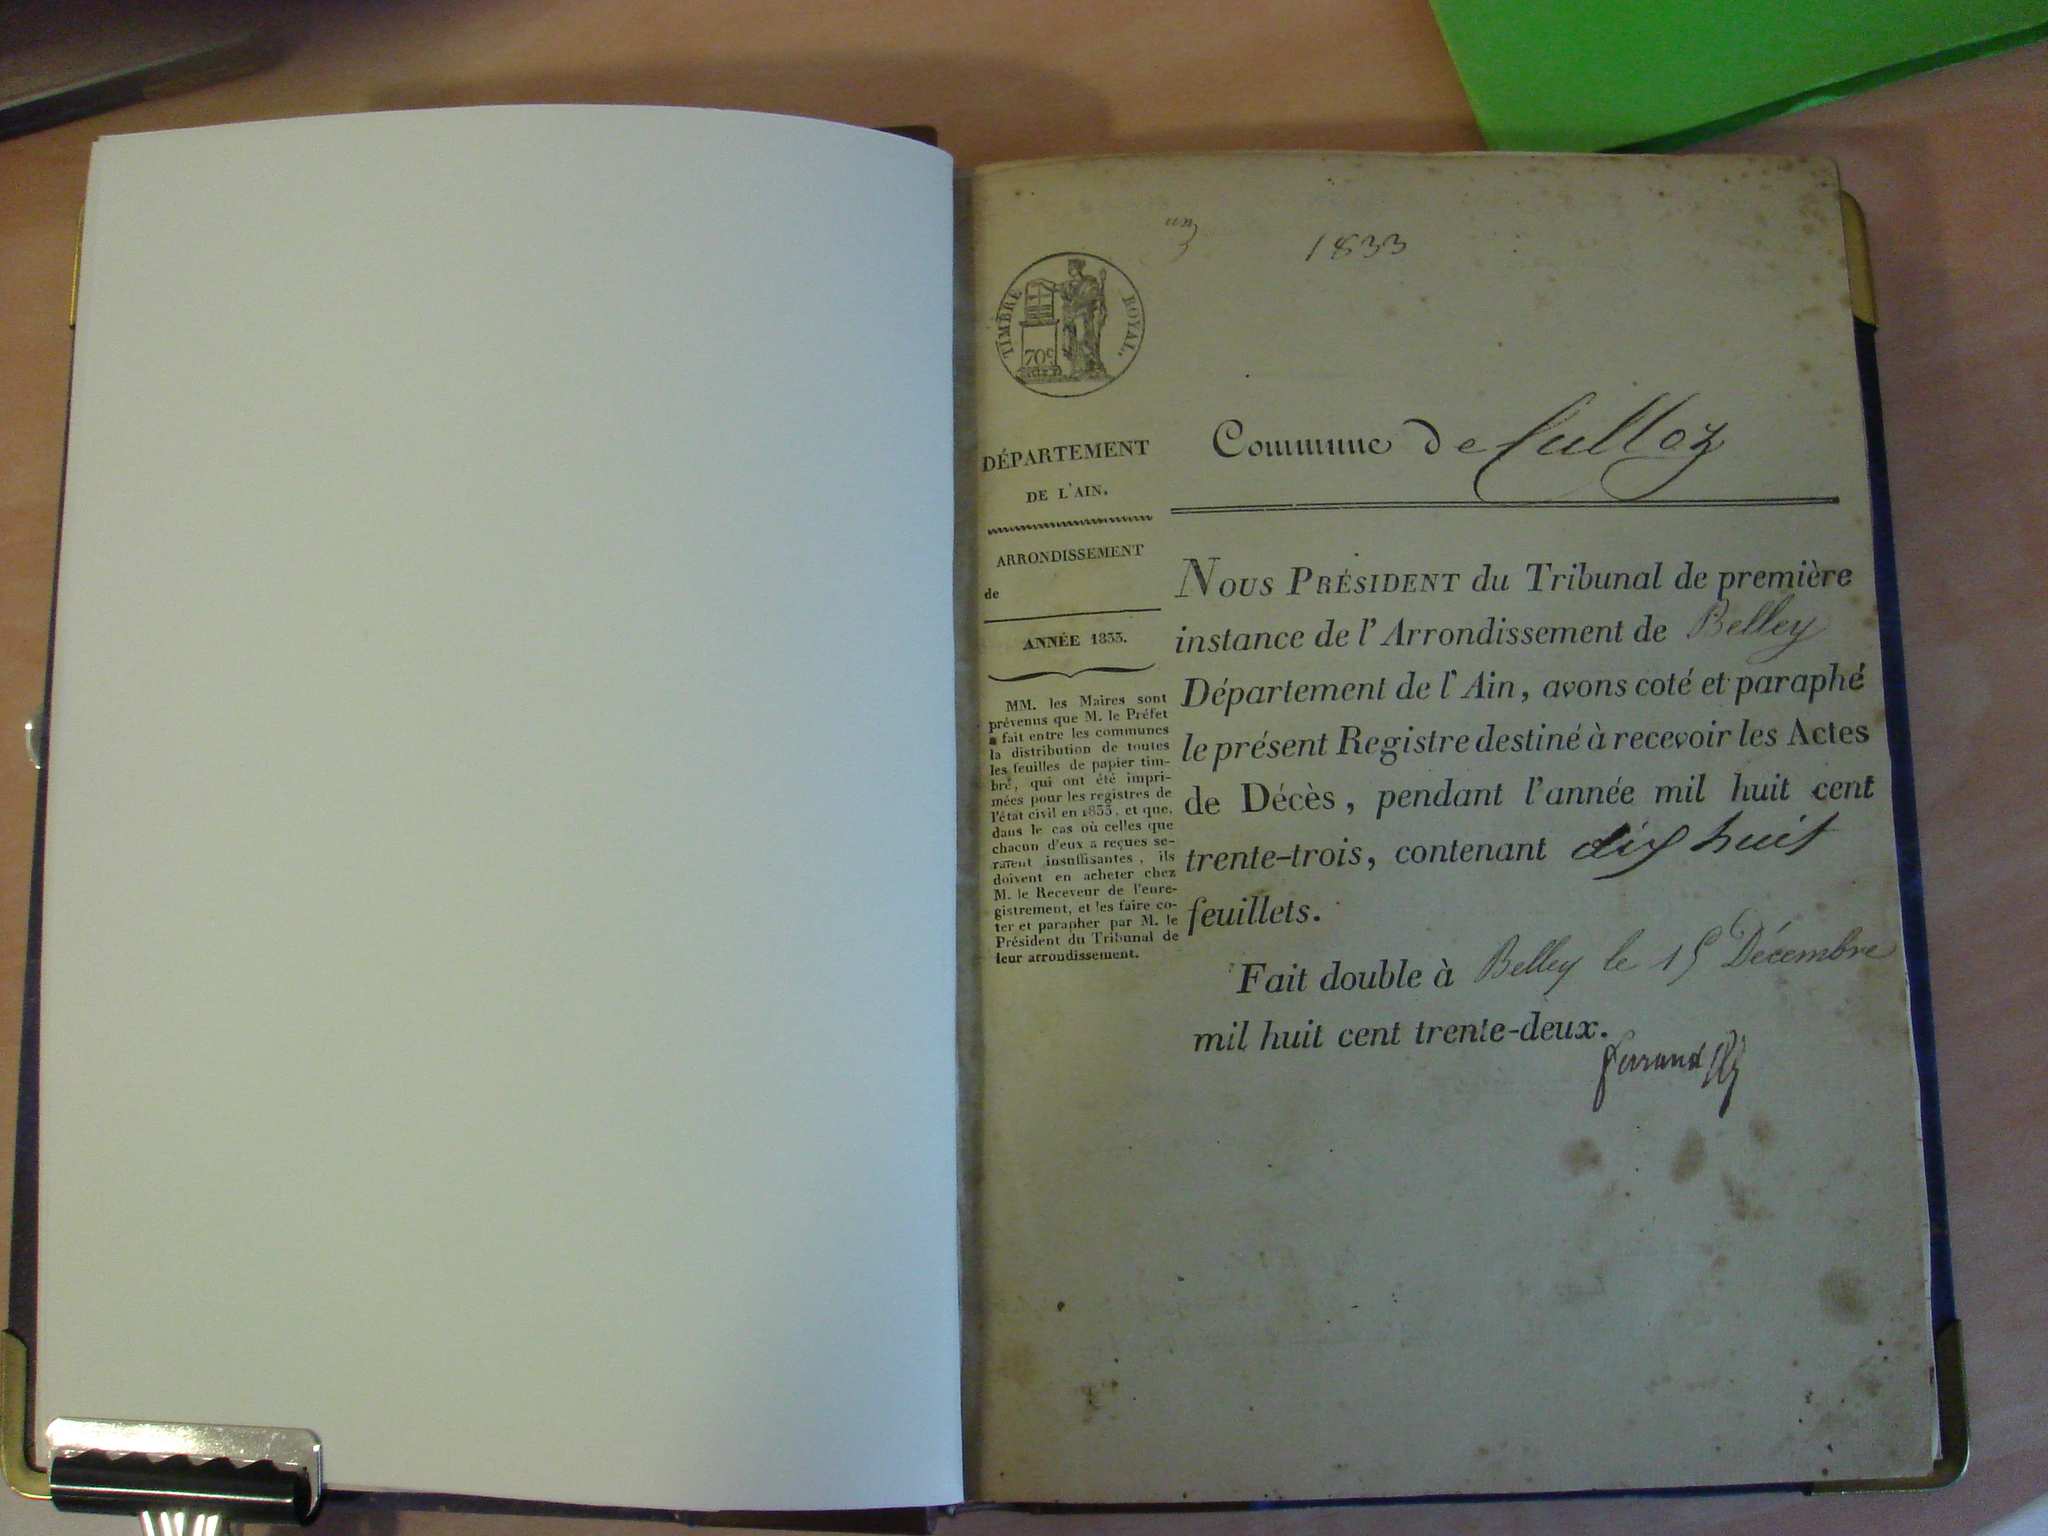 un
1833
TIMBRE ROYAL.
70c
DÉPARTEMENT
DE L'AIN.
ARRONDISSEMENT
de
ANNÉE 1833.
MM. les Maires sont
prévenus que M. le Préfet
a fait entre les communes
la distribution de toutes
les feuilles de papier tim-
bré, qui ont été impri-
mées pour les registres de
l'état civil en 1833, et que,
dans le cas où celles que
chacun d'eux a reçues se-
raient insuffisantes, ils
doivent en acheter chez
M. le Receveur de l'enre-
gistrement, et les faire co-
ter et parapher par M. le
Président du Tribunal de
leur arrondissement.
Commune de Culloz
NOUS PRÉSIDENT du Tribunal de première
instance de l'Arrondissement de Belley
Département de l'Ain, avons coté et paraphé
le présent Registre destiné à recevoir les Actes
de Décès, pendant l'année mil huit cent
trente-trois, contenant dix huit
feuillets.
Fait double à Belley le 15 Décembre
mil huit cent trente-deux.